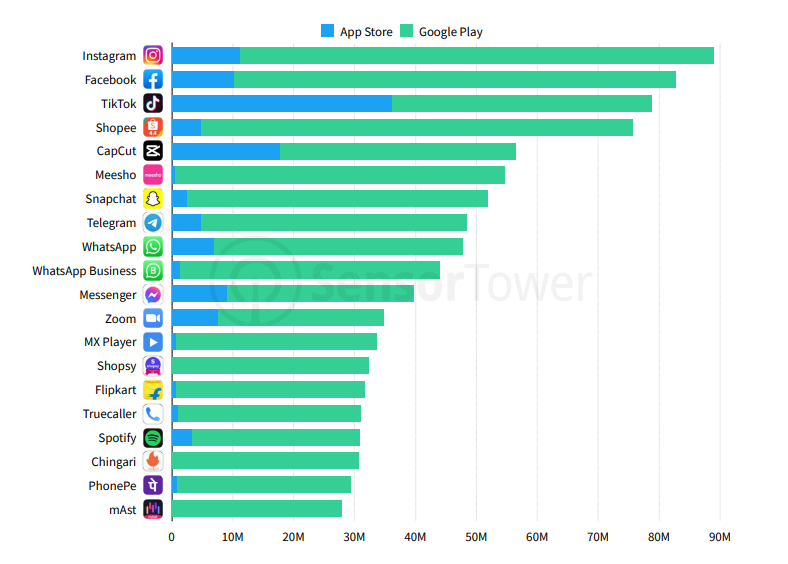 App Store Google Play
Instagram
Facebook
TikTok
Shopee
CapCut
Meesho
meesho
Snapchat
Telegram
WhatsApp
WhatsApp Business
Messenger
Zoom
MX Player
Shopsy
Flipkart
Truecaller
Spotify
Chingari
PhonePe
mAst
SensorTower
0 10M 20M 30M 40M 50M 60M 70M 80M 90M